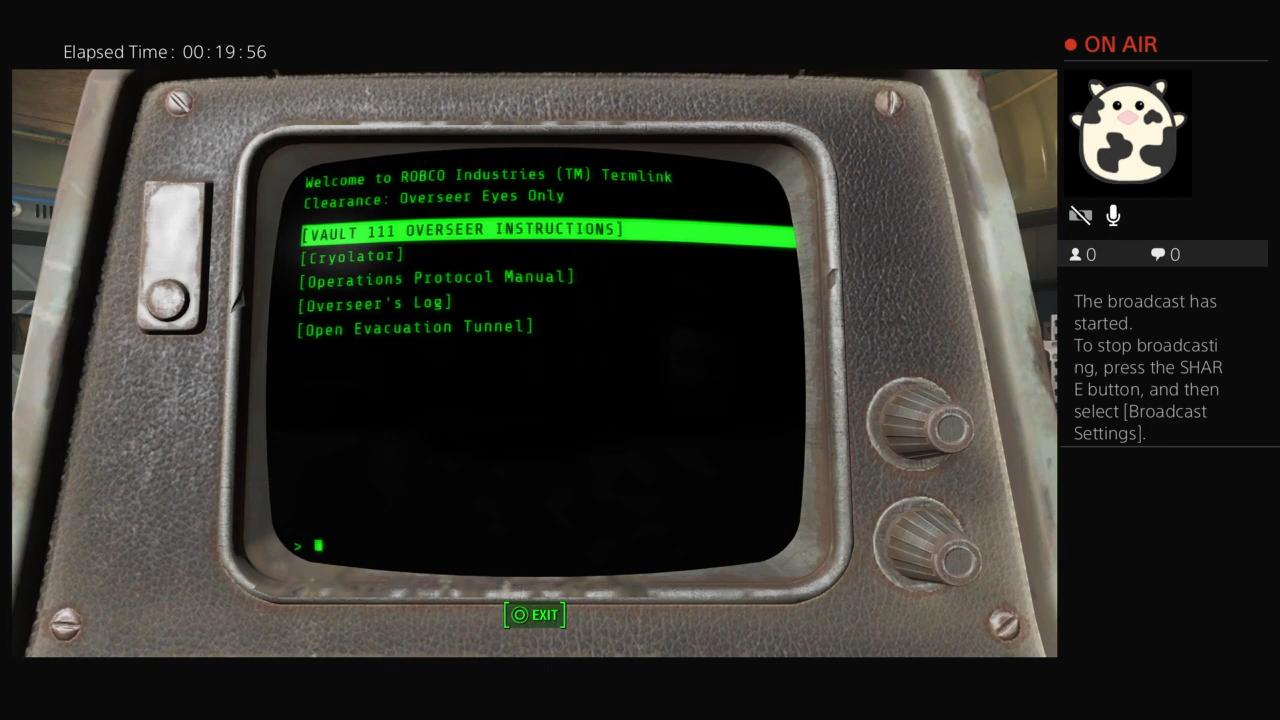 Elapsed Time: 00:19:56
ON AIR
Welcome to ROBCO Industries (TM) Termlink
Clearance: Overseer Eyes Only
[VAULT 111 OVERSEER INSTRUCTIONS]
[Cryolator]
[Operations Protocol Manual]
[Overseer's Log]
[Open Evacuation Tunnel]
>
EXIT
0
0
The broadcast has
started.
To stop broadcasti
ng, press the SHAR
E button, and then
select [Broadcast
Settings].